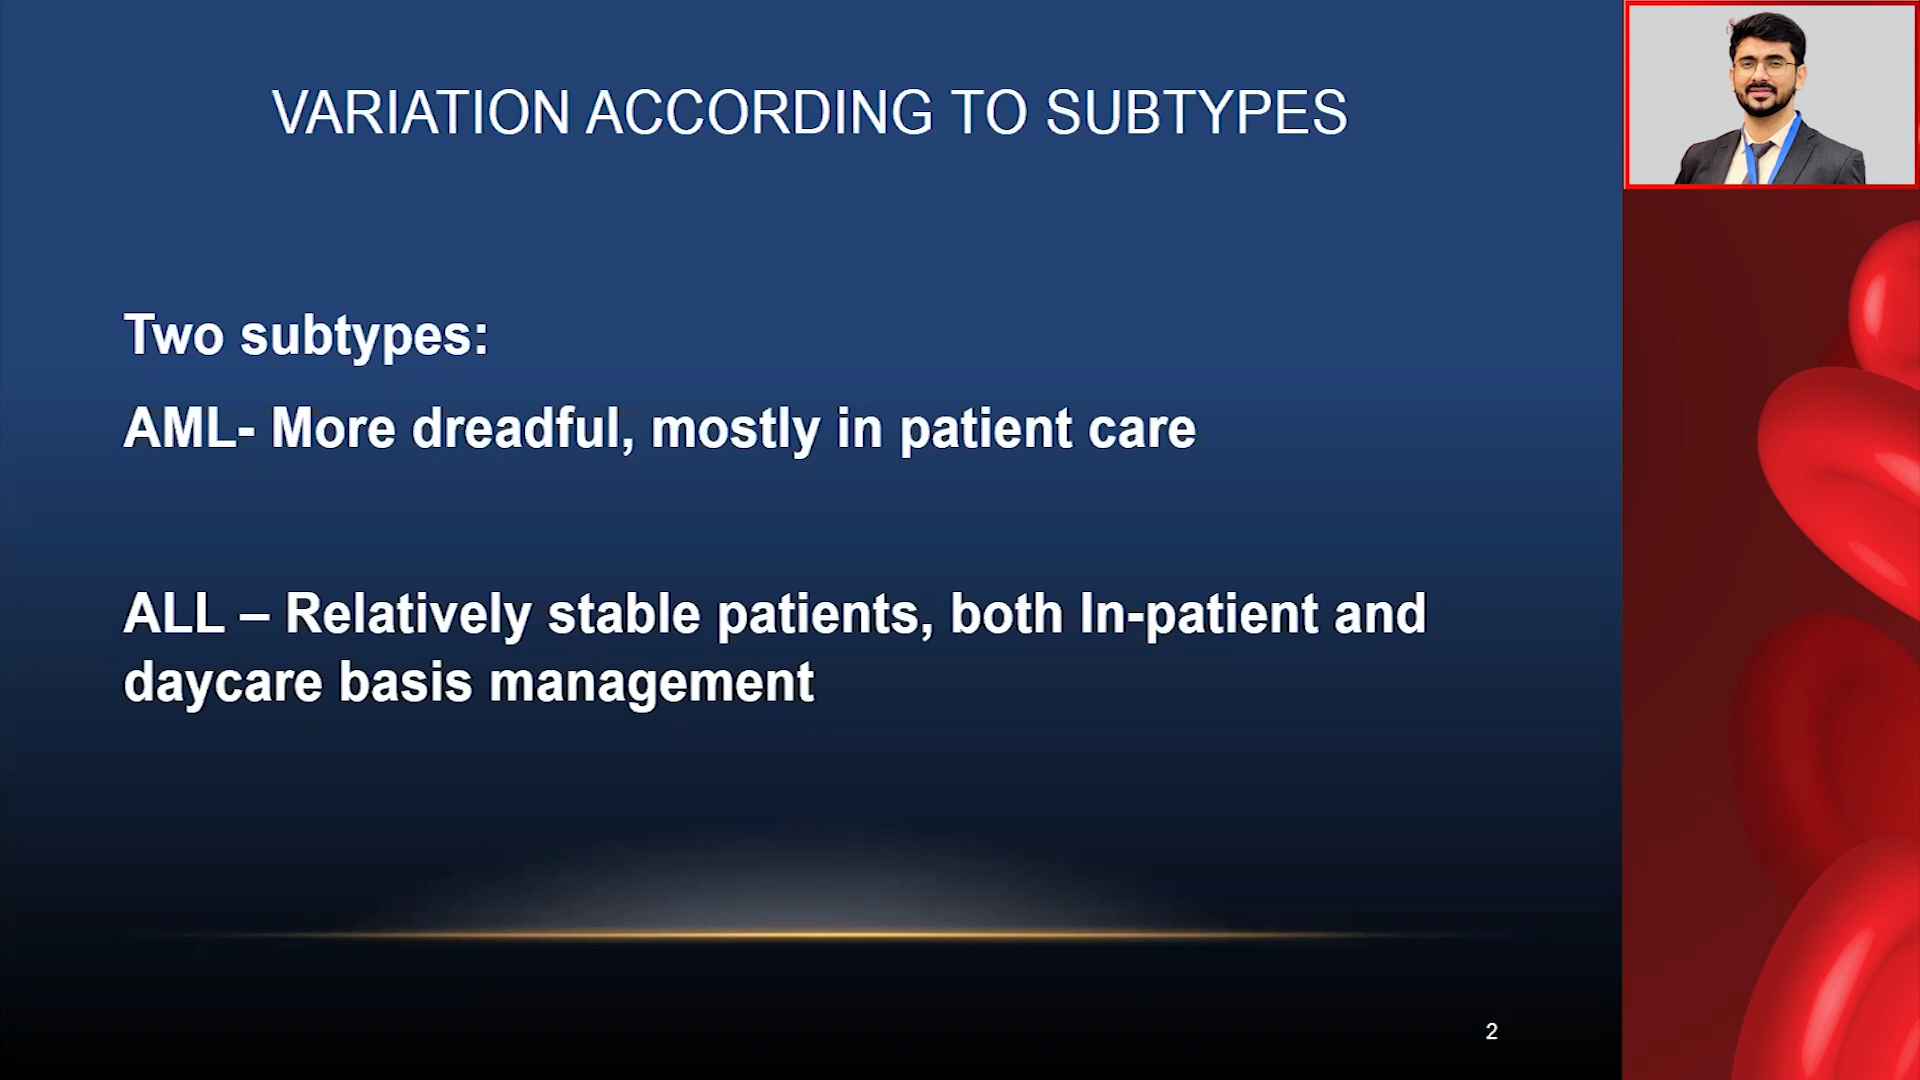 VARIATION ACCORDING TO SUBTYPES
Two subtypes:
AML- More dreadful, mostly in patient care
ALL – Relatively stable patients, both In-patient and
daycare basis management
2